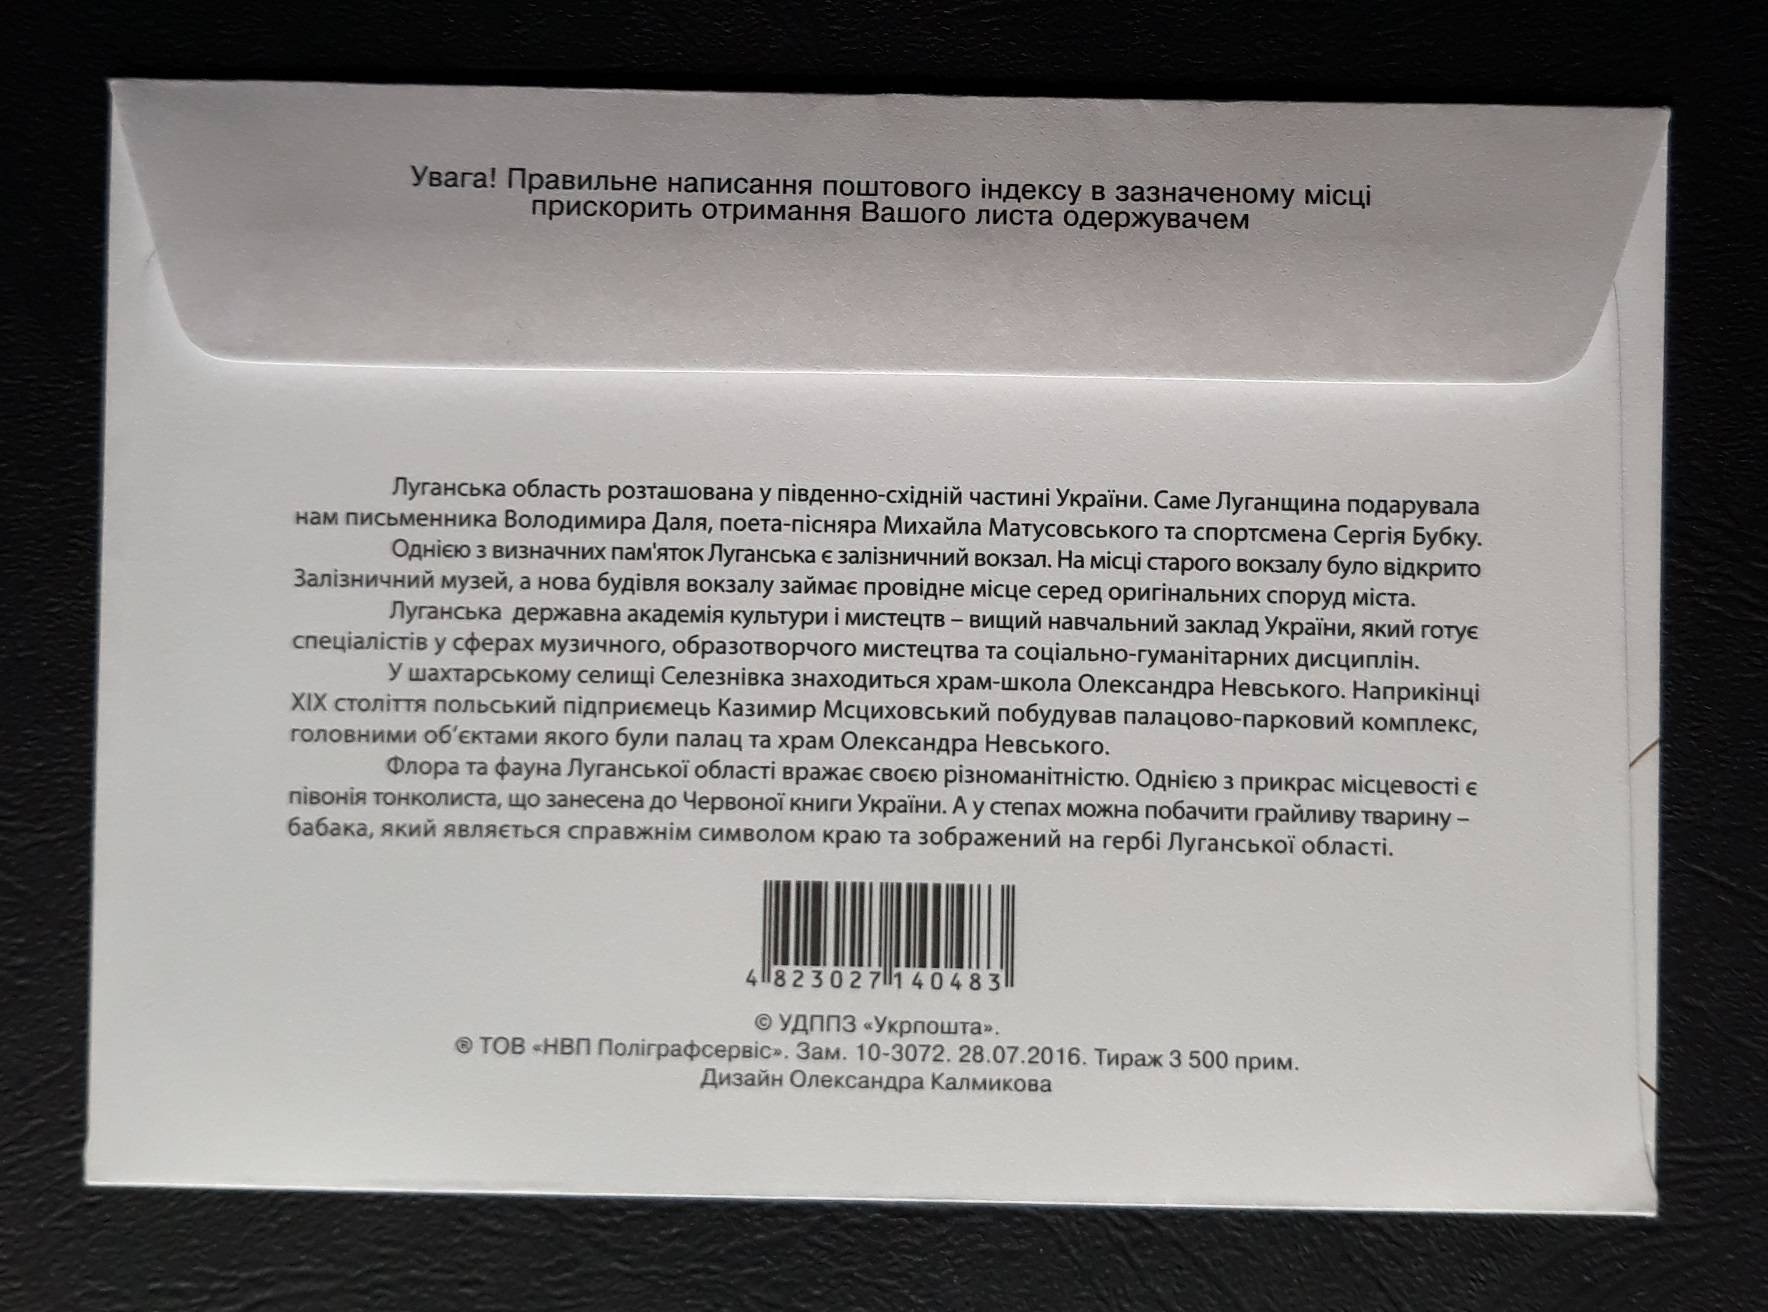 Увага! Правильне написання поштового індексу в зазначеному місці
прискорить отримання Вашого листа одержувачем
Луганська область розташована у південно-східній частині України. Саме Луганщина подарувала
нам письменника Володимира Даля, поета-пісняра Михайла Матусовського та спортсмена Сергія Бубку.
Однією з визначних пам'яток Луганська є залізничний вокзал. На місці старого вокзалу було відкрито
Залізничний музей, а нова будівля вокзалу займає провідне місце серед оригінальних споруд міста.
Луганська державна академія культури і мистецтв – вищий навчальний заклад України, який готує
спеціалістів у сферах музичного, образотворчого мистецтва та соціально-гуманітарних дисциплін.
У шахтарському селищі Селезнівка знаходиться храм-школа Олександра Невського. Наприкінці
XIX століття польський підприємець Казимир Мсциховський побудував палацово-парковий комплекс,
головними об‘єктами якого були палац та храм Олександра Невського.
Флора та фауна Луганської області вражає своєю різноманітністю. Однією з прикрас місцевості є
півонія тонколиста, що занесена до Червоної книги України. А у степах можна побачити грайливу тварину –
бабака, який являється справжнім символом краю та зображений на гербі Луганської області.
4 823027 140483
© УДППЗ «Укрпошта».
® ТОВ «НВП Поліграфсервіс». Зам. 10-3072. 28.07.2016. Тираж 3 500 прим.
Дизайн Олександра Калмикова